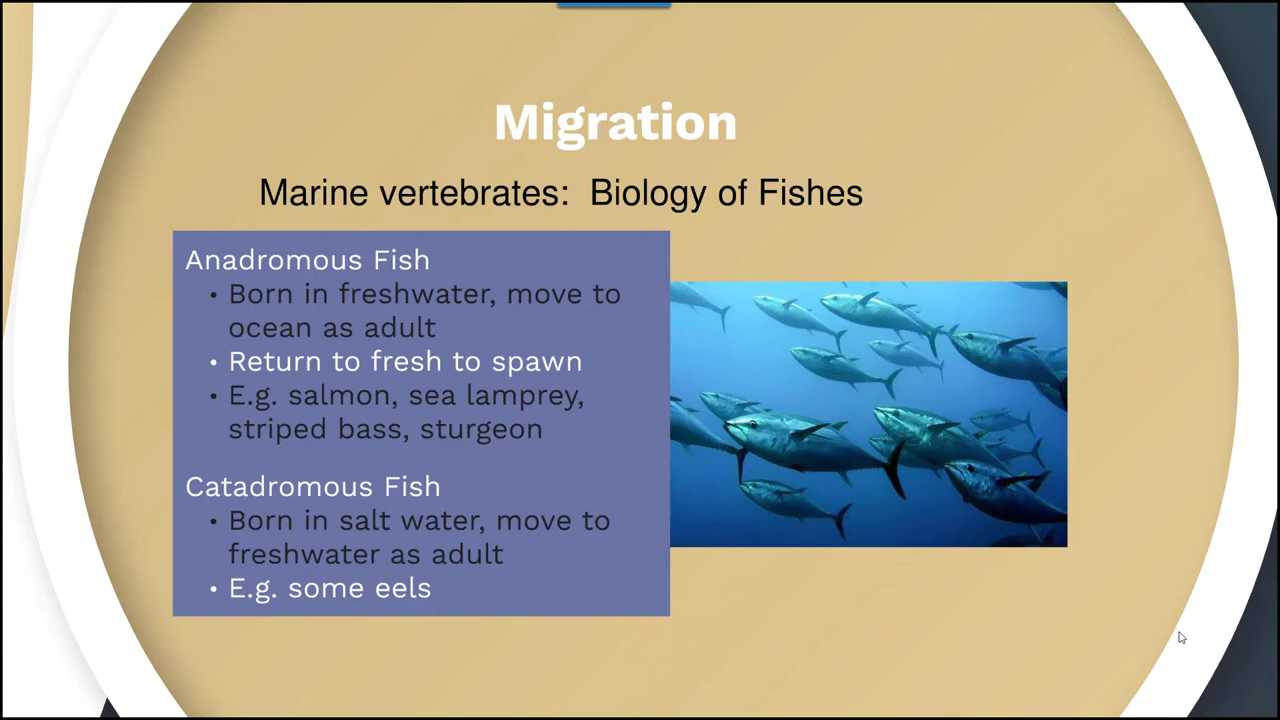 Migration
Marine vertebrates:  Biology of Fishes
Anadromous Fish
• Born in freshwater, move to
ocean as adult
• Return to fresh to spawn
• E.g. salmon, sea lamprey,
striped bass, sturgeon
Catadromous Fish
• Born in salt water, move to
freshwater as adult
• E.g. some eels